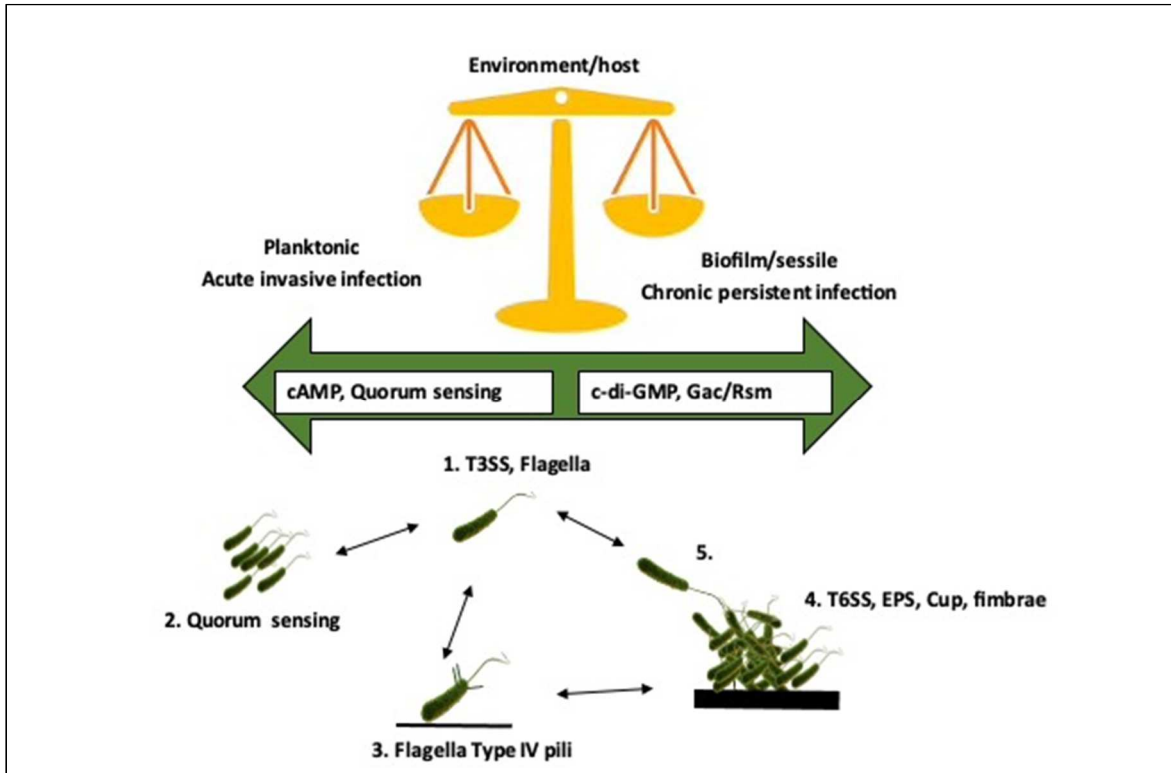 Environment/host
Planktonic
Acute invasive infection
Biofilm/sessile
Chronic persistent infection
cAMP, Quorum sensing
c-di-GMP, Gac/Rsm
1. T3SS, Flagella
2. Quorum sensing
5.
4. T6SS, EPS, Cup, fimbrae
3. Flagella Type IV pili